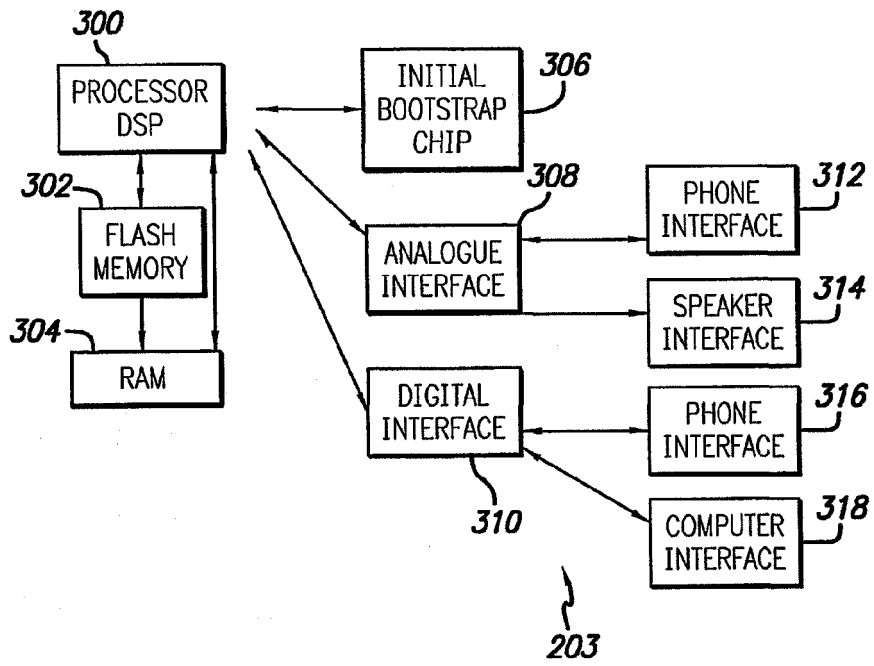 300
PROCESSOR
DSP
302
FLASH
MEMORY
304
RAM
INITIAL
BOOTSTRAP
CHIP
306
308
ANALOGUE
INTERFACE
DIGITAL
INTERFACE
310
PHONE
INTERFACE
312
SPEAKER
INTERFACE
314
PHONE
INTERFACE
316
COMPUTER
INTERFACE
318
203